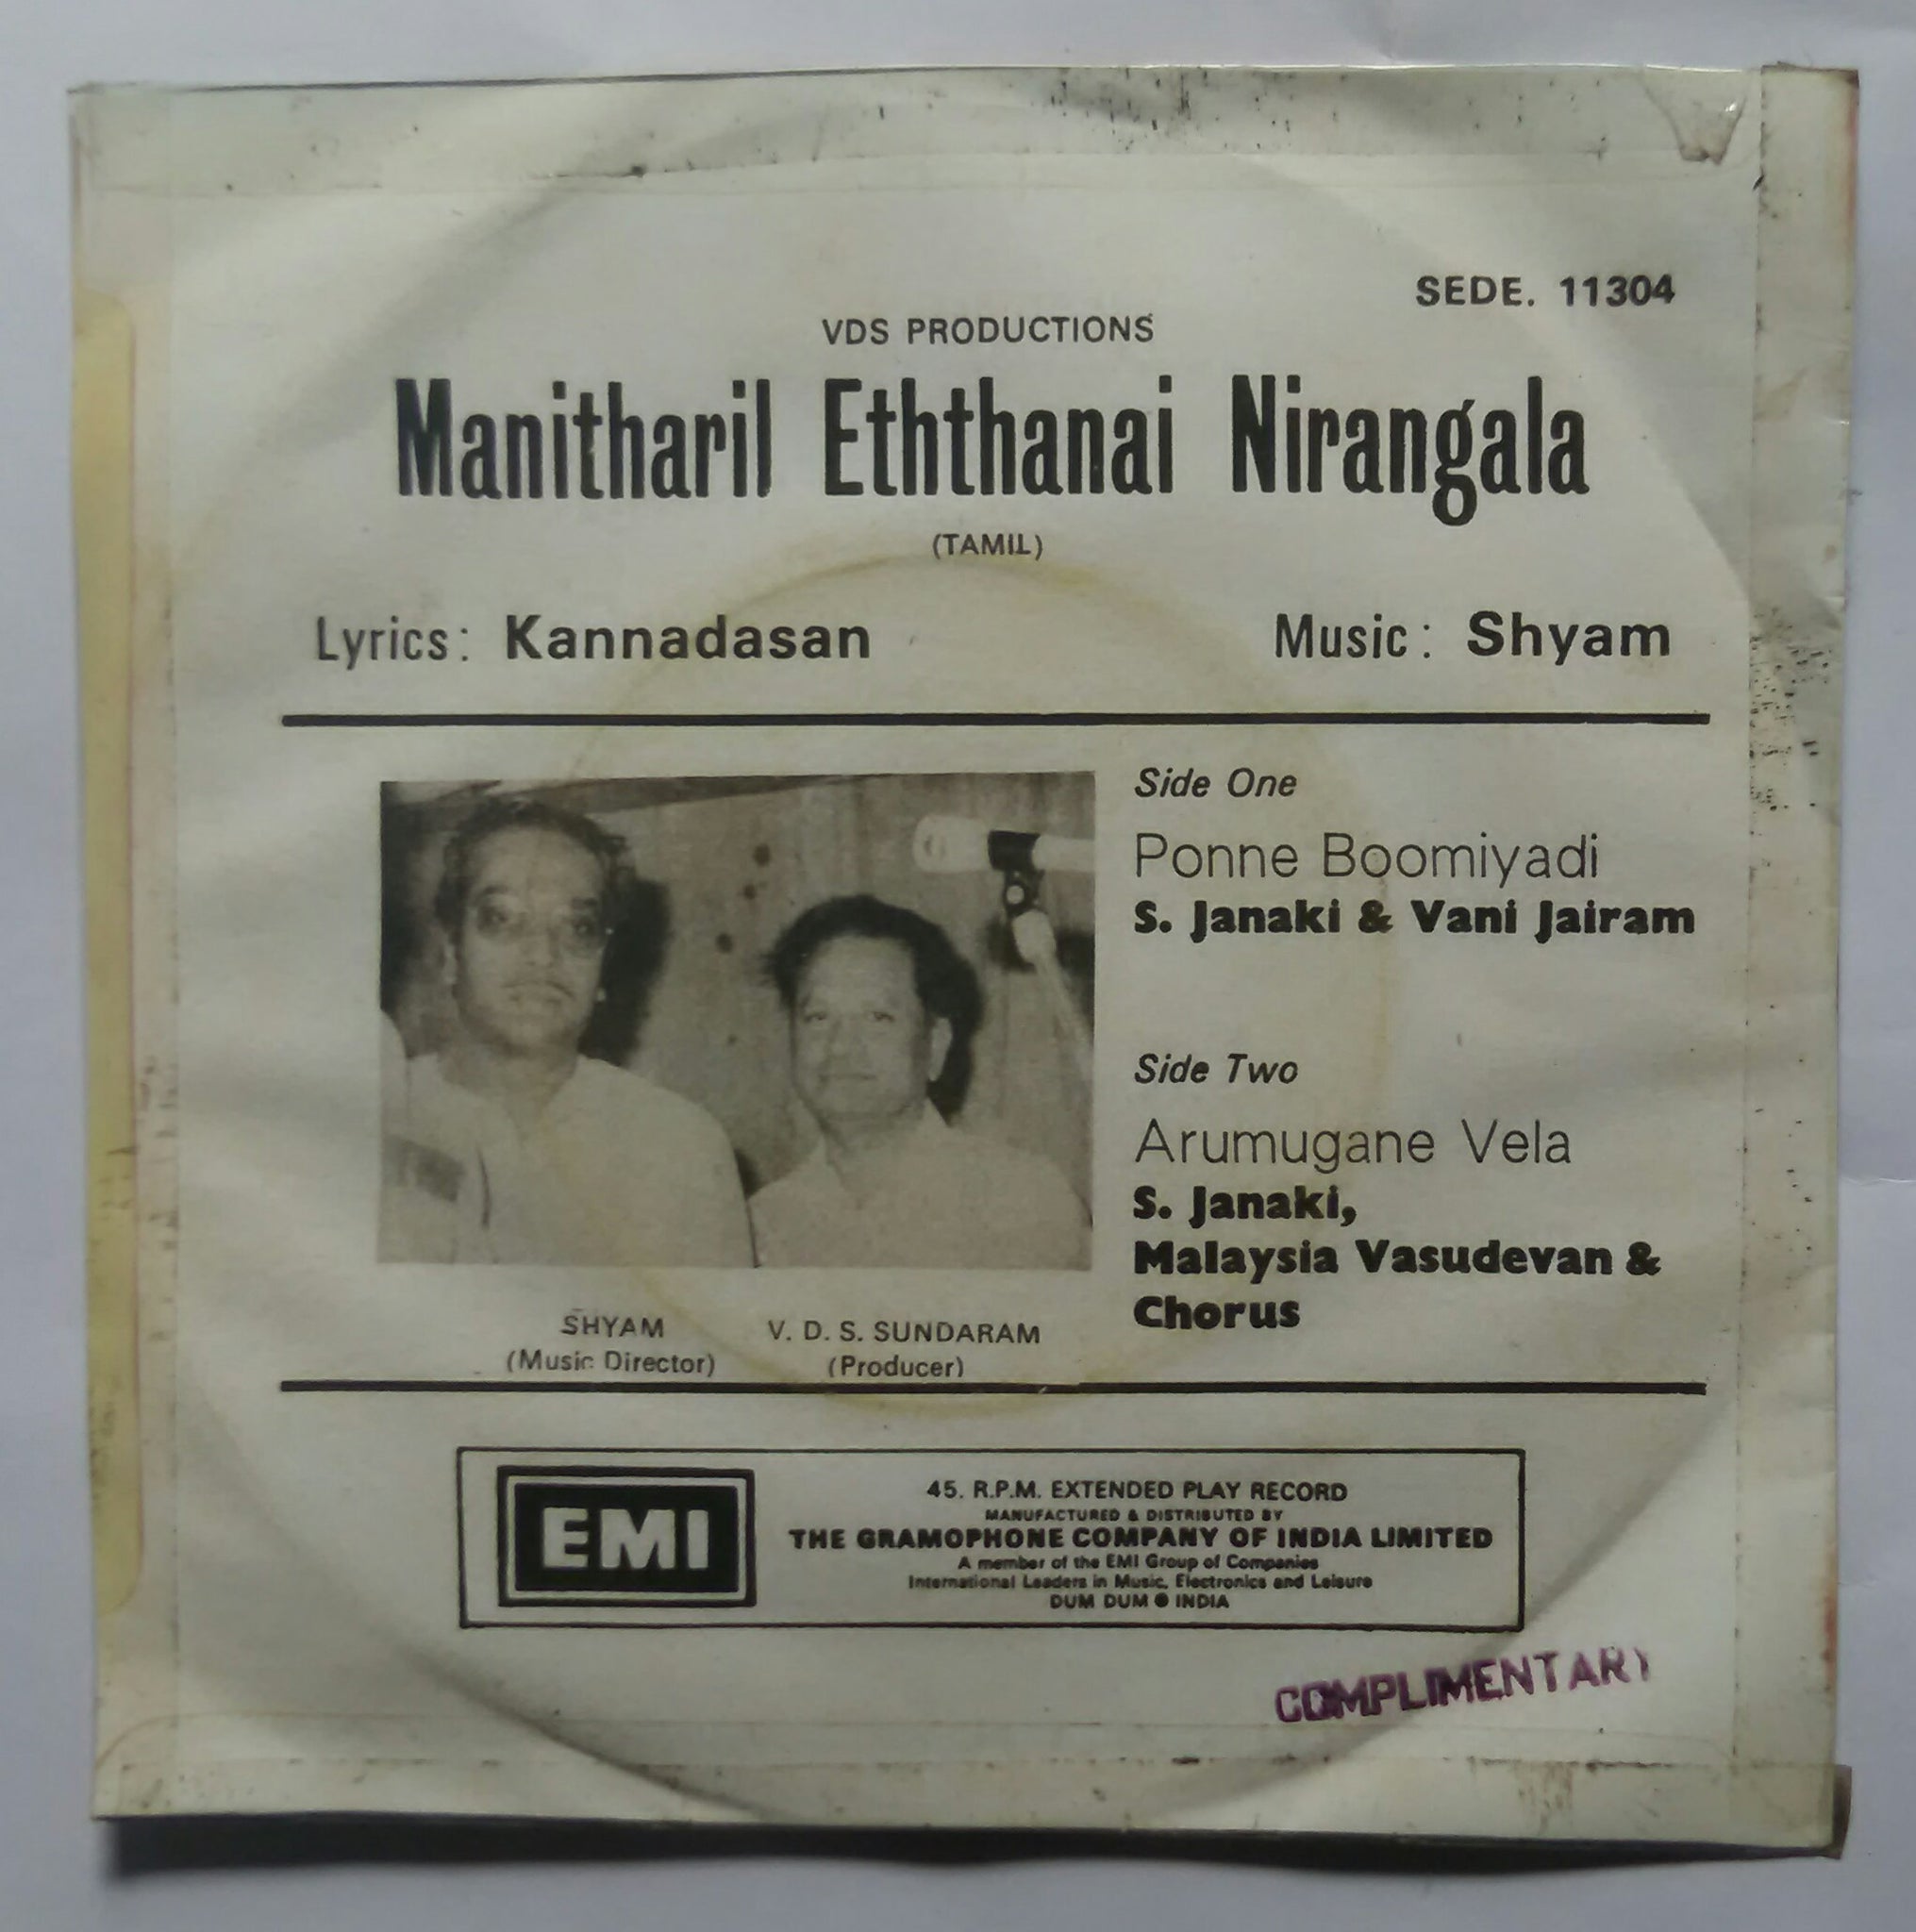 SEDE. 11304
VDS PRODUCTIONS
Manitharil Eththanai Nirangala
(TAMIL)
Lyrics: Kannadasan Music: Shyam
Side One
Ponne Boomiyadi
S. Janaki & Vani Jairam
Side Two
Arumugane Vela
S. Janaki,
Malaysia Vasudevan &
Chorus
SHYAM V. D. S. SUNDARAM
(Music Director) (Producer)
EMI
45. R.P.M. EXTENDED PLAY RECORD
MANUFACTURED & DISTRIBUTED BY
THE GRAMOPHONE COMPANY OF INDIA LIMITED
A member of the EMI Group of Companies
International Leaders in Music, Electronics and Leisure
DUM DUM ● INDIA
COMPLIMENTARY